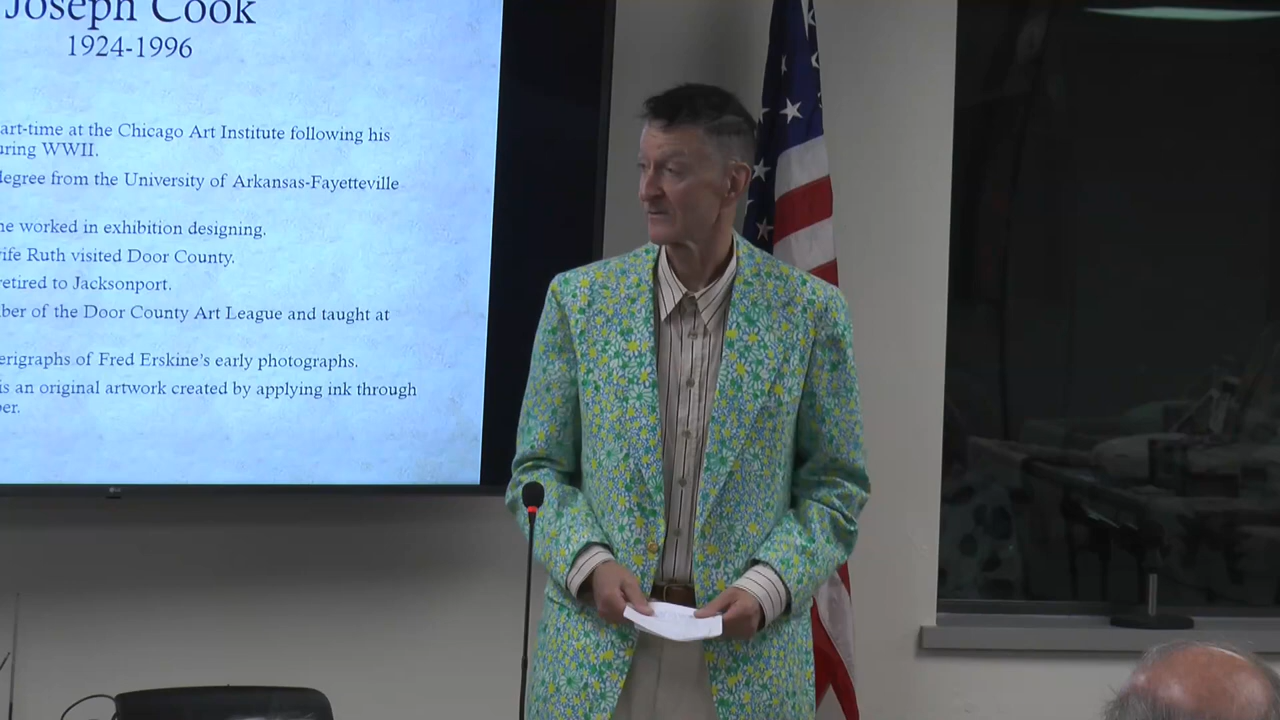 Joseph Cook
1924-1996
art-time at the Chicago Art Institute following his
uring WWII.
degree from the University of Arkansas-Fayetteville
he worked in exhibition designing.
ife Ruth visited Door County.
retired to Jacksonport.
ber of the Door County Art League and taught at
erigraphs of Fred Erskine's early photographs.
is an original artwork created by applying ink through
per.
LG